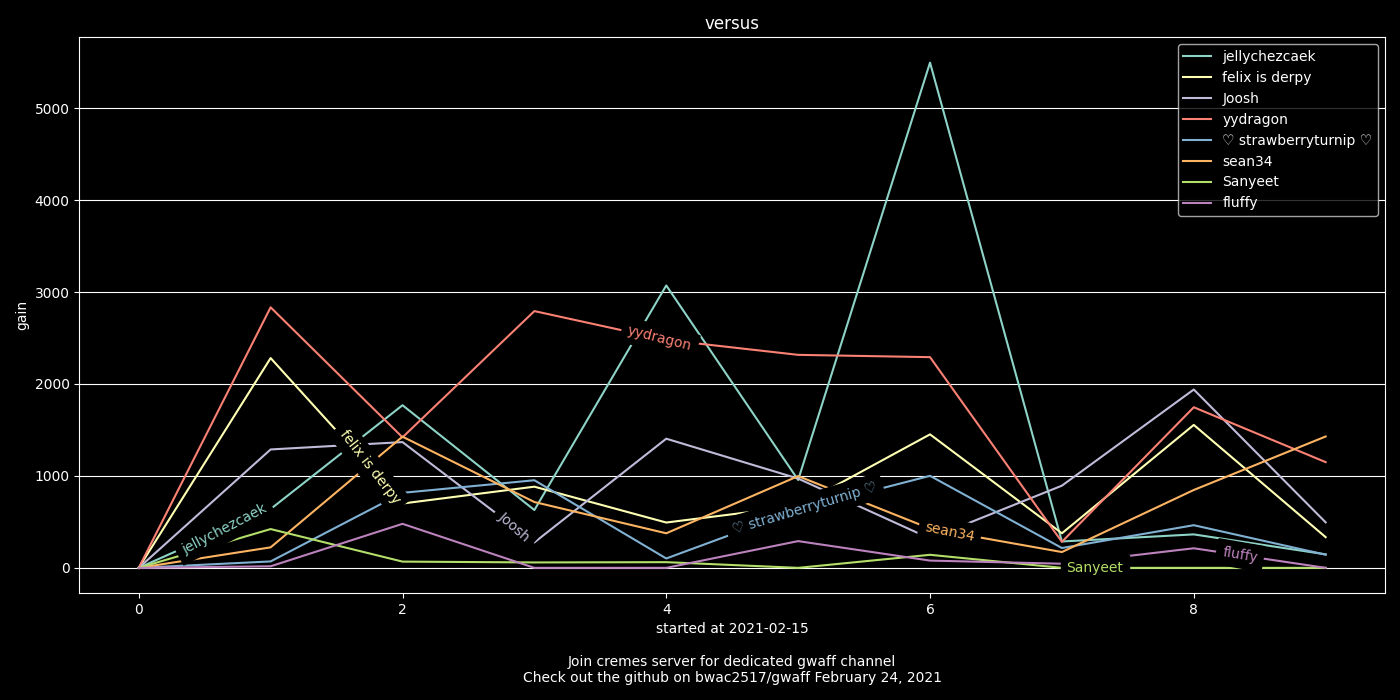 versus
jellychezcaek
felix is derpy
Joosh
yydragon
♡ strawberryturnip ♡
sean34
Sanyeet
fluffy
gain
5000
4000
3000
2000
1000
0
yydragon
felix is derpy
jellychezcaek
Joosh
♡ strawberryturnip ♡
sean34
fluffy
Sanyeet
0 2 4 6 8
started at 2021-02-15
Join cremes server for dedicated gwaff channel
Check out the github on bwac2517/gwaff February 24, 2021